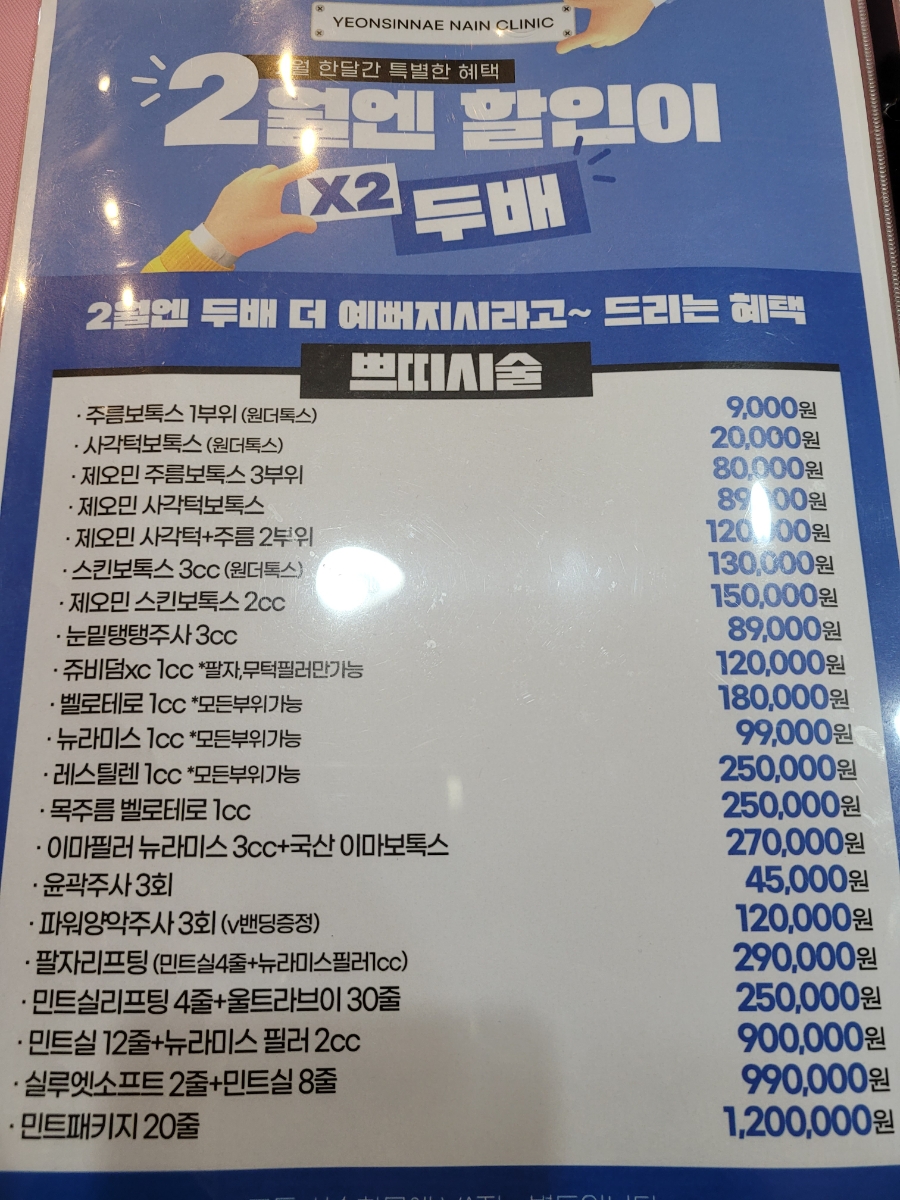 YEONSINNAE NAIN CLINIC
월 한달간 특별한 혜택
2월엔 할인이
X2 두배
2월엔 두배 더 예뻐지시라고~ 드리는 혜택
쁘띠시술
· 주름보톡스 1부위 (원더톡스) 9,000원
· 사각턱보톡스 (원더톡스) 20,000원
· 제오민 주름보톡스 3부위 80,000원
· 제오민 사각턱보톡스 89,000원
· 제오민 사각턱+주름 2부위 120,000원
· 스킨보톡스 3cc (원더톡스) 130,000원
· 제오민 스킨보톡스 2cc 150,000원
· 눈밑탱탱주사 3cc 89,000원
· 쥬비덤xc 1cc *팔자,무턱필러만가능 120,000원
· 벨로테로 1cc *모든부위가능 180,000원
· 뉴라미스 1cc *모든부위가능 99,000원
· 레스틸렌 1cc *모든부위가능 250,000원
· 목주름 벨로테로 1cc 250,000원
· 이마필러 뉴라미스 3cc+국산 이마보톡스 270,000원
· 윤곽주사 3회 45,000원
· 파워양악주사 3회 (v밴딩증정) 120,000원
· 팔자리프팅 (민트실4줄+뉴라미스필러1cc) 290,000원
· 민트실리프팅 4줄+울트라브이 30줄 250,000원
· 민트실 12줄+뉴라미스 필러 2cc 900,000원
· 실루엣소프트 2줄+민트실 8줄 990,000원
· 민트패키지 20줄 1,200,000원